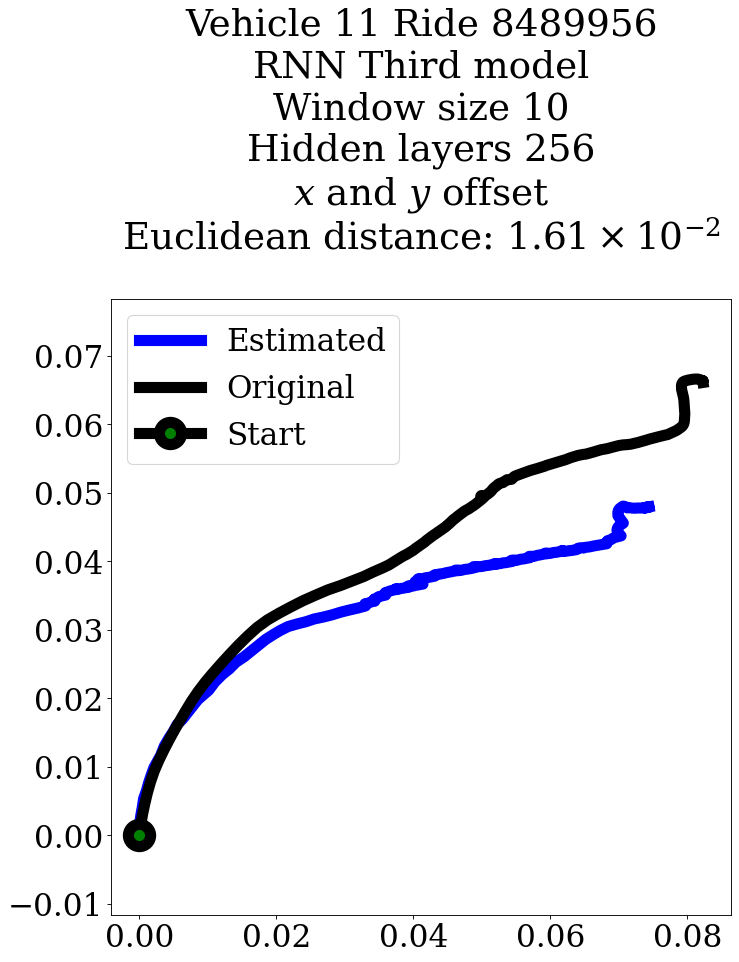 Vehicle 11 Ride 8489956
RNN Third model
Window size 10
Hidden layers 256
x and y offset
Euclidean distance: 1.61 × 10⁻²
Estimated
Original
Start
0.07
0.06
0.05
0.04
0.03
0.02
0.01
0.00
−0.01
0.00 0.02 0.04 0.06 0.08